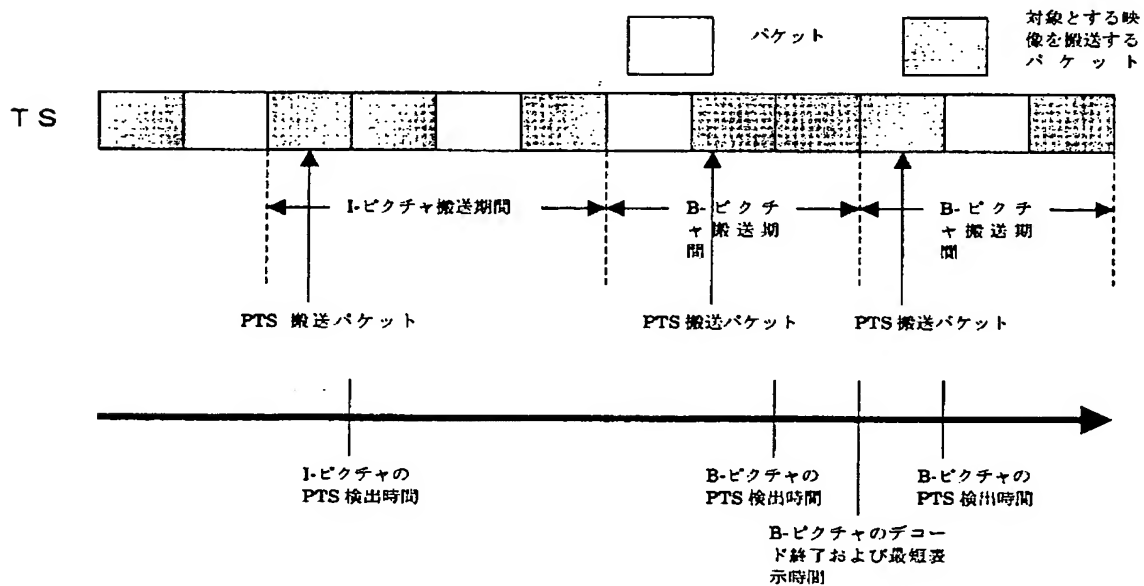 パケット
対象とする映
像を搬送する
パケット
TS
I-ピクチャ搬送期間
B-ピクチ
ャ搬送期
間
B-ピクチ
ャ搬送期
間
PTS 搬送パケット
PTS 搬送パケット
PTS 搬送パケット
I-ピクチャの
PTS 検出時間
B-ピクチャの
PTS 検出時間
B-ピクチャの
PTS 検出時間
B-ピクチャのデコー
ド終了および最短表
示時間